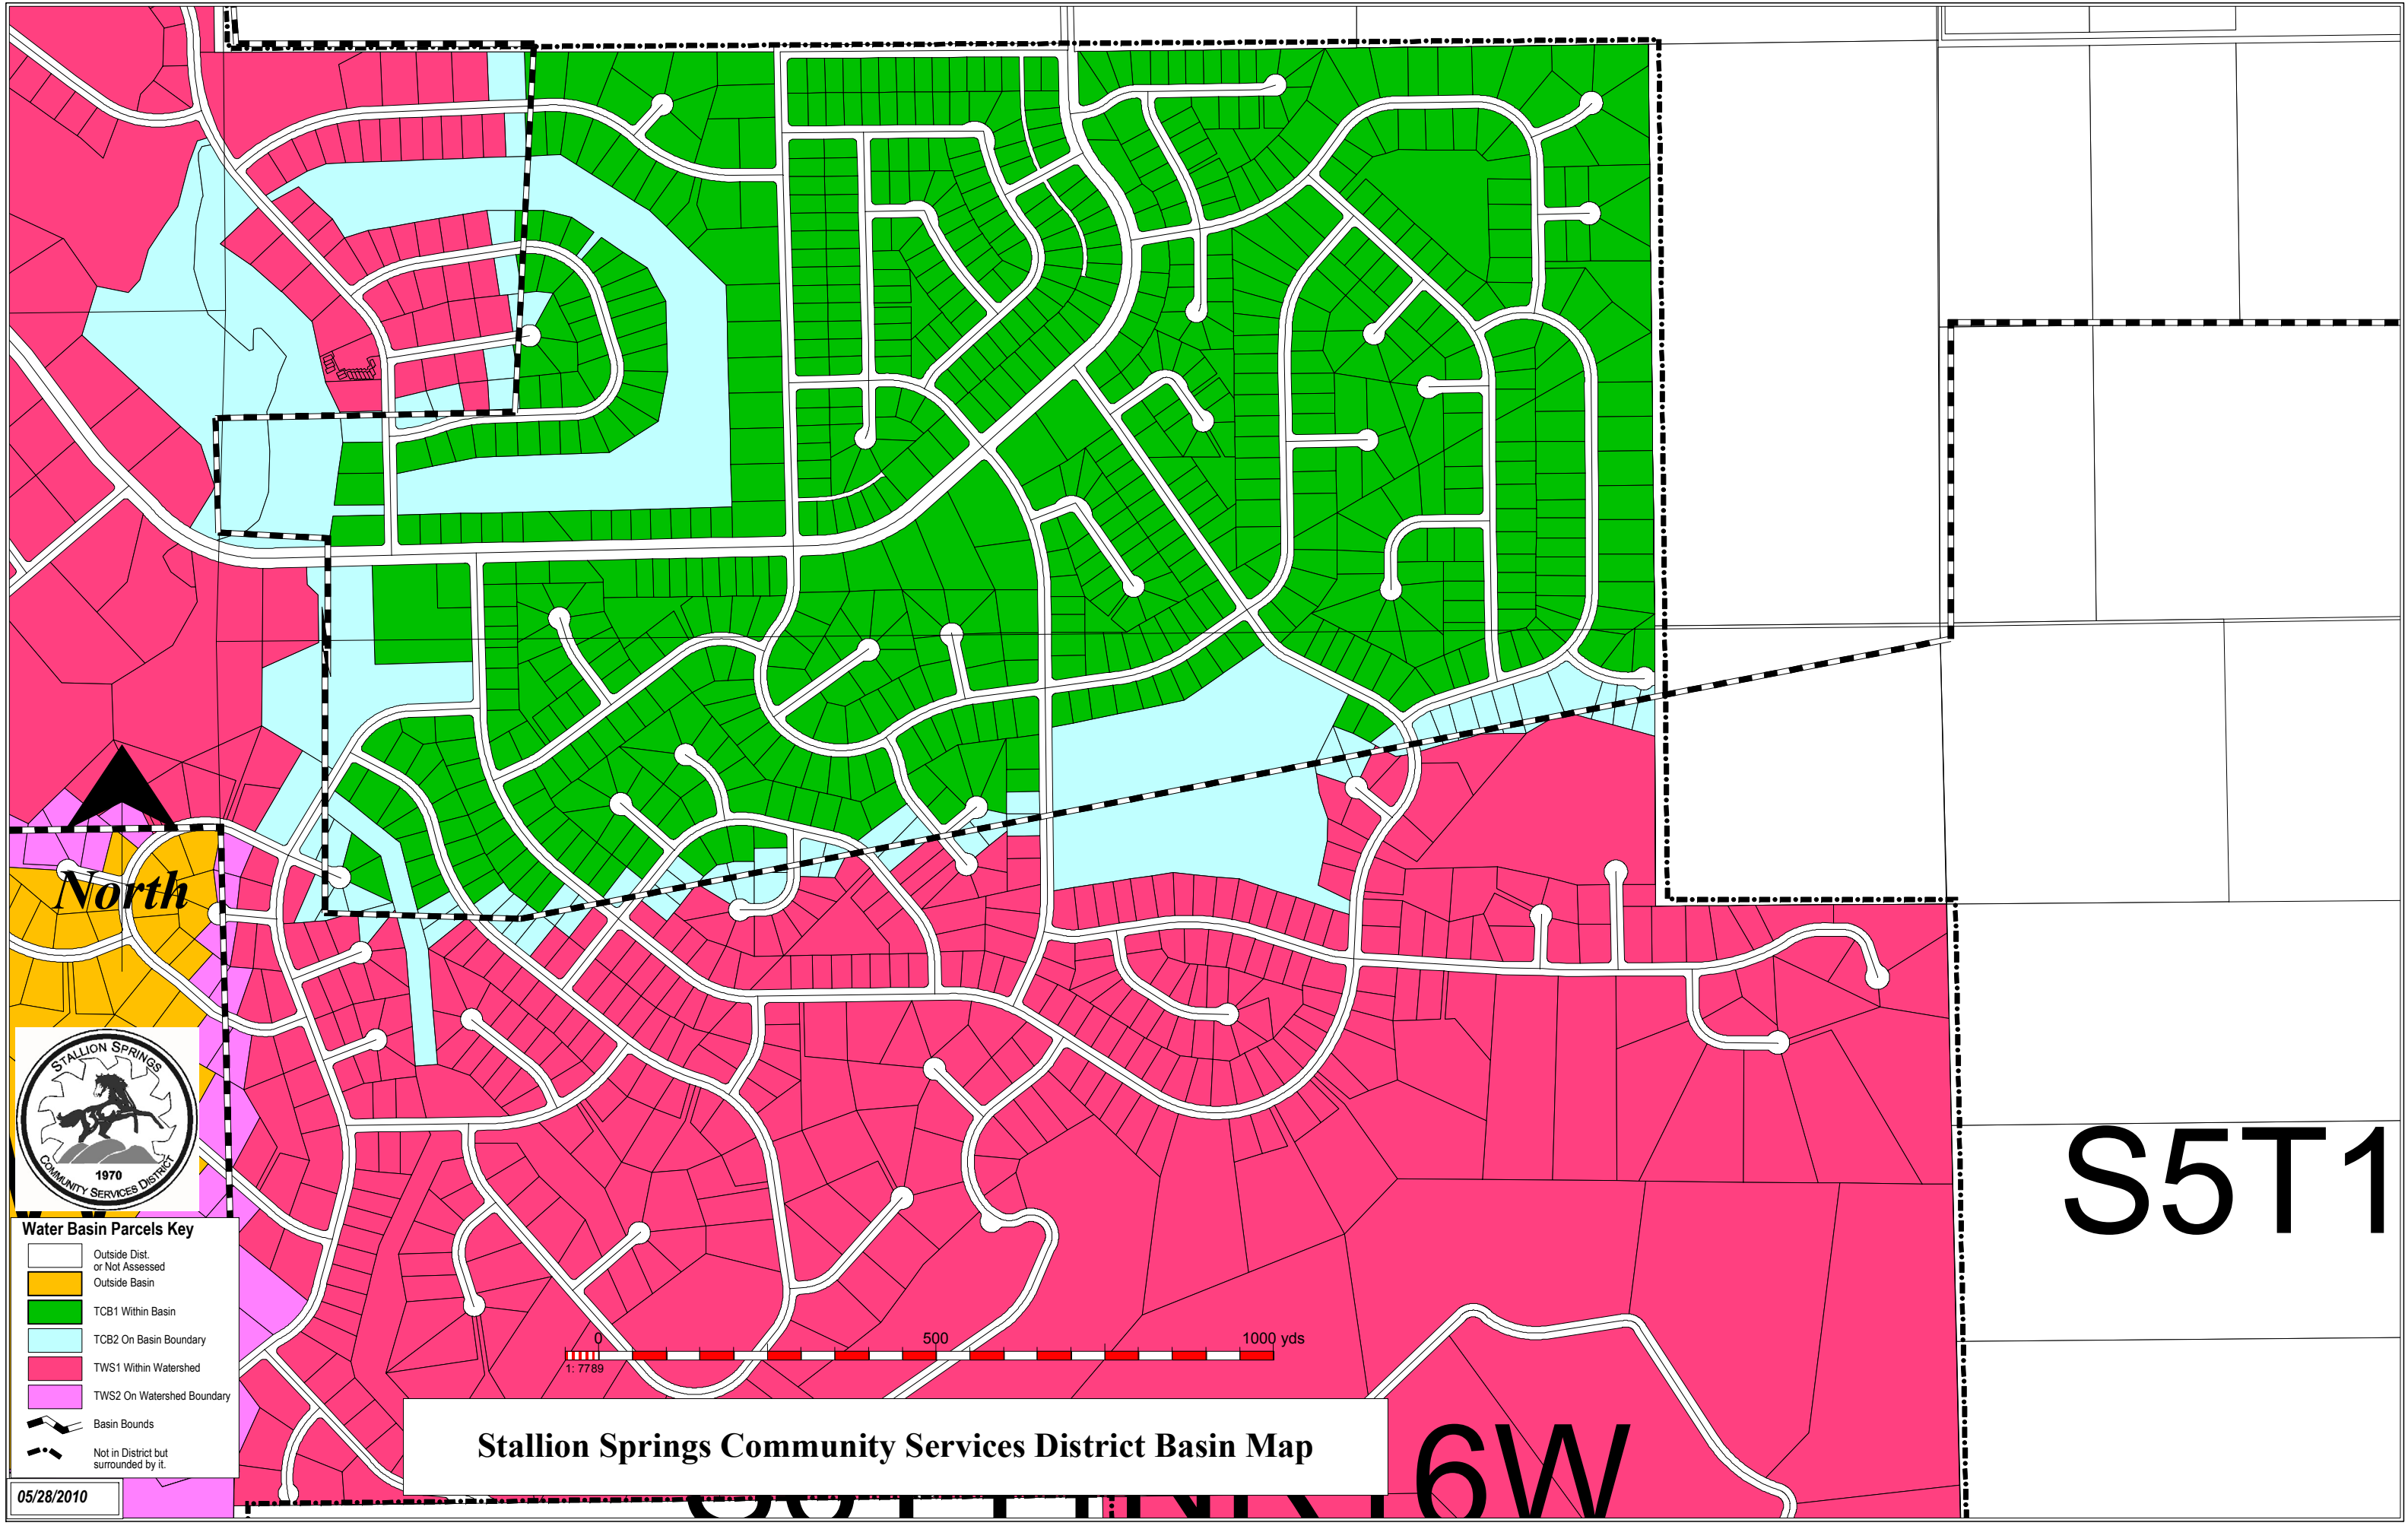 North
STALLION SPRINGS
1970
COMMUNITY SERVICES DISTRICT
Water Basin Parcels Key
Outside Dist.
or Not Assessed
Outside Basin
TCB1 Within Basin
TCB2 On Basin Boundary
TWS1 Within Watershed
TWS2 On Watershed Boundary
Basin Bounds
Not in District but
surrounded by it.
05/28/2010
0 500 1000 yds
1: 7789
Stallion Springs Community Services District Basin Map
S5T1
6W